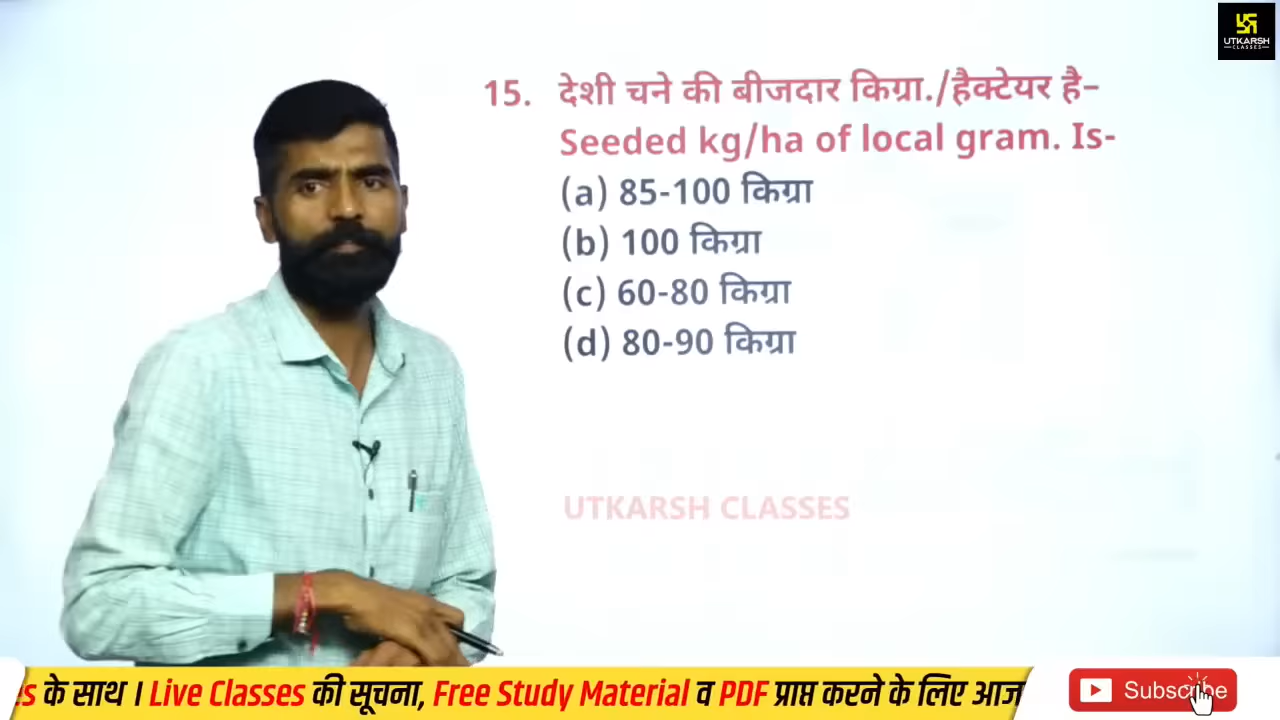 UTKARSH
CLASSES
15. देशी चने की बीजदार किग्रा./हैक्टेयर है–
Seeded kg/ha of local gram. Is-
(a) 85-100 किग्रा
(b) 100 किग्रा
(c) 60-80 किग्रा
(d) 80-90 किग्रा
UTKARSH CLASSES
के साथ । Live Classes की सूचना, Free Study Material व PDF प्राप्त करने के लिए
Subscribe